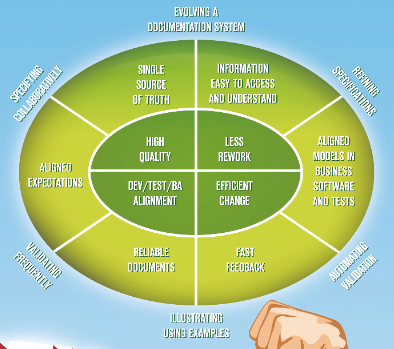 EVOLVING A
DOCUMENTATION SYSTEM
SPECIFYING
COLLABORATIVELY
REFINING
SPECIFICATIONS
SINGLE
SOURCE
OF TRUTH
INFORMATION
EASY TO ACCESS
AND UNDERSTAND
HIGH
QUALITY
LESS
REWORK
ALIGNED
EXPECTATIONS
ALIGNED
MODELS IN
BUSINESS
SOFTWARE
AND TESTS
DEV/TEST/BA
ALIGNMENT
EFFICIENT
CHANGE
RELIABLE
DOCUMENTS
FAST
FEEDBACK
VALIDATING
FREQUENTLY
AUTOMATING
VALIDATION
ILLUSTRATING
USING EXAMPLES